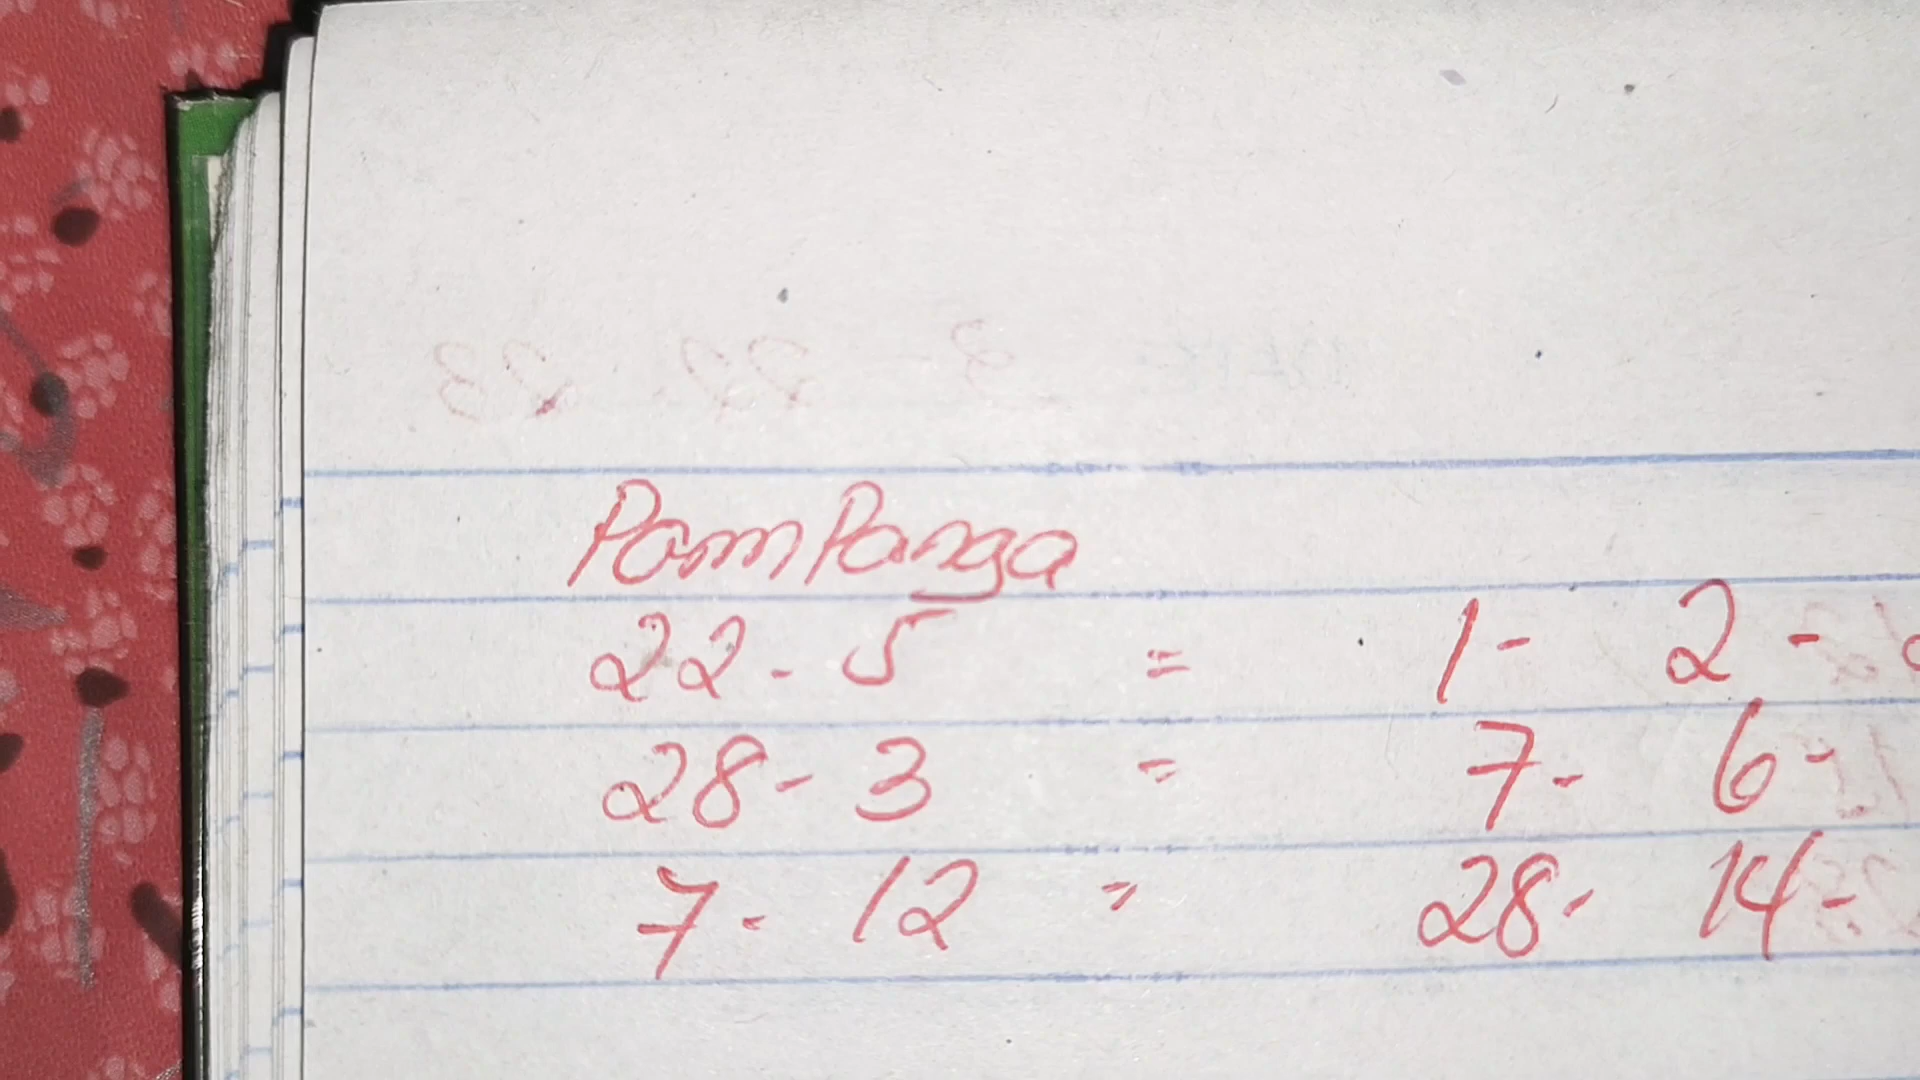 PamPanga
22 - 5 = 1 - 2 -
28 - 3 = 7 - 6 -
7 - 12 = 28 - 14 -